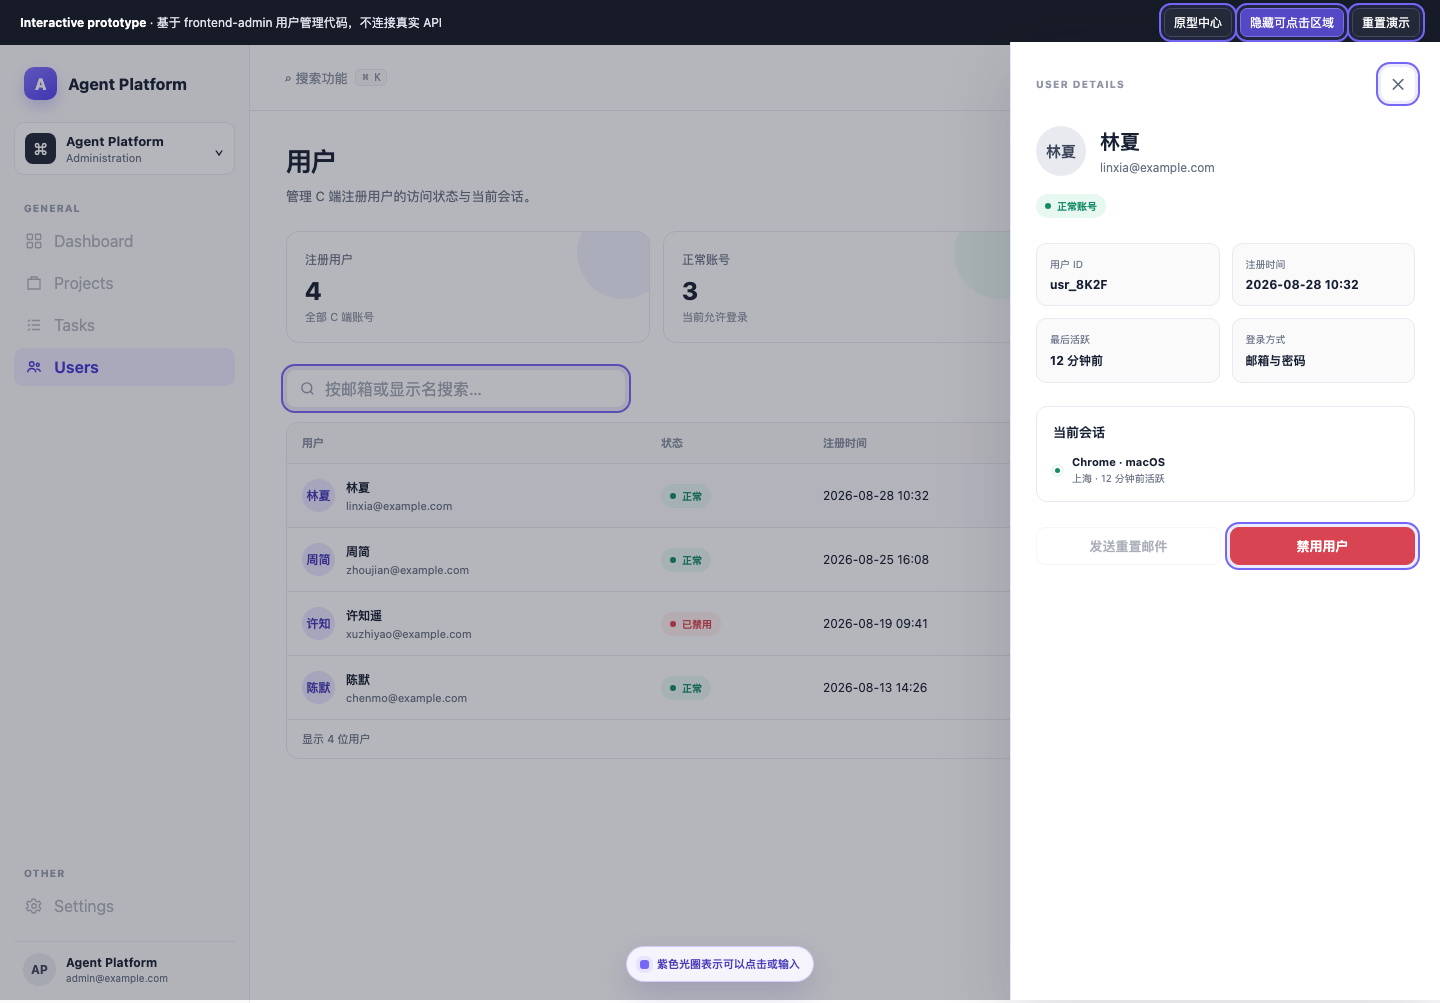 Interactive prototype · 基于 frontend-admin 用户管理代码，不连接真实 API
原型中心
隐藏可点击区域
重置演示
A
Agent Platform
⌘
Agent Platform
Administration
GENERAL
Dashboard
Projects
Tasks
Users
OTHER
Settings
AP
Agent Platform
admin@example.com
搜索功能 ⌘ K
用户
管理 C 端注册用户的访问状态与当前会话。
注册用户
4
全部 C 端账号
正常账号
3
当前允许登录
按邮箱或显示名搜索...
用户 状态 注册时间
林夏 林夏 正常 2026-08-28 10:32
linxia@example.com
周简 周简 正常 2026-08-25 16:08
zhoujian@example.com
许知 许知遥 已禁用 2026-08-19 09:41
xuzhiyao@example.com
陈默 陈默 正常 2026-08-13 14:26
chenmo@example.com
显示 4 位用户
USER DETAILS
林夏
林夏
linxia@example.com
正常账号
用户 ID
usr_8K2F
注册时间
2026-08-28 10:32
最后活跃
12 分钟前
登录方式
邮箱与密码
当前会话
Chrome · macOS
上海 · 12 分钟前活跃
发送重置邮件
禁用用户
紫色光圈表示可以点击或输入